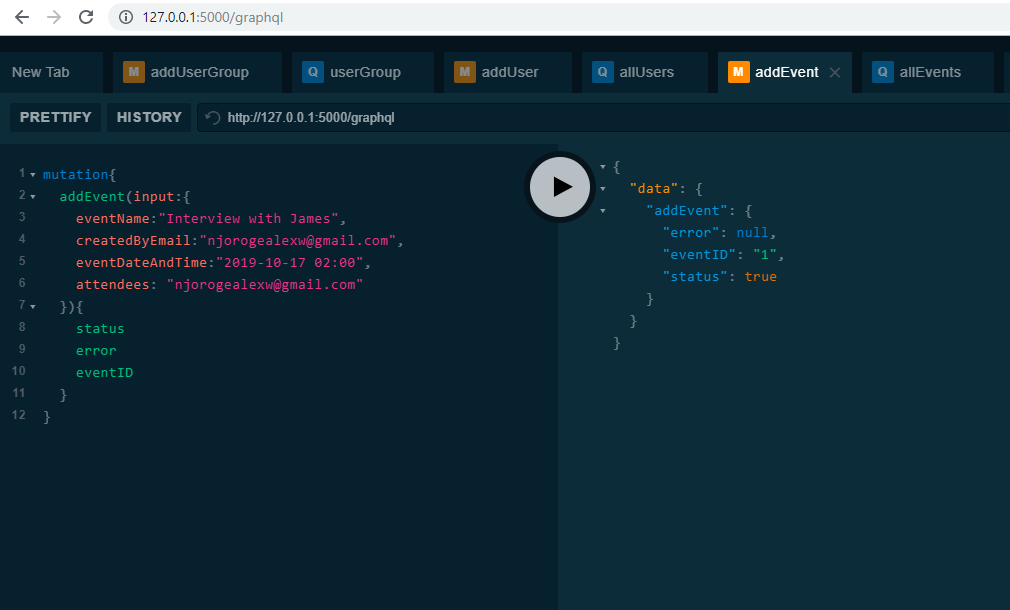 127.0.0.1:5000/graphql
New Tab M addUserGroup Q userGroup M addUser Q allUsers M addEvent Q allEvents
PRETTIFY HISTORY http://127.0.0.1:5000/graphql
1 mutation{
2 addEvent(input:{
3 eventName:"Interview with James",
4 createdByEmail:"njorogealexw@gmail.com",
5 eventDateAndTime:"2019-10-17 02:00",
6 attendees: "njorogealexw@gmail.com"
7 }){
8 status
9 error
10 eventID
11 }
12 }
{
"data": {
"addEvent": {
"error": null,
"eventID": "1",
"status": true
}
}
}